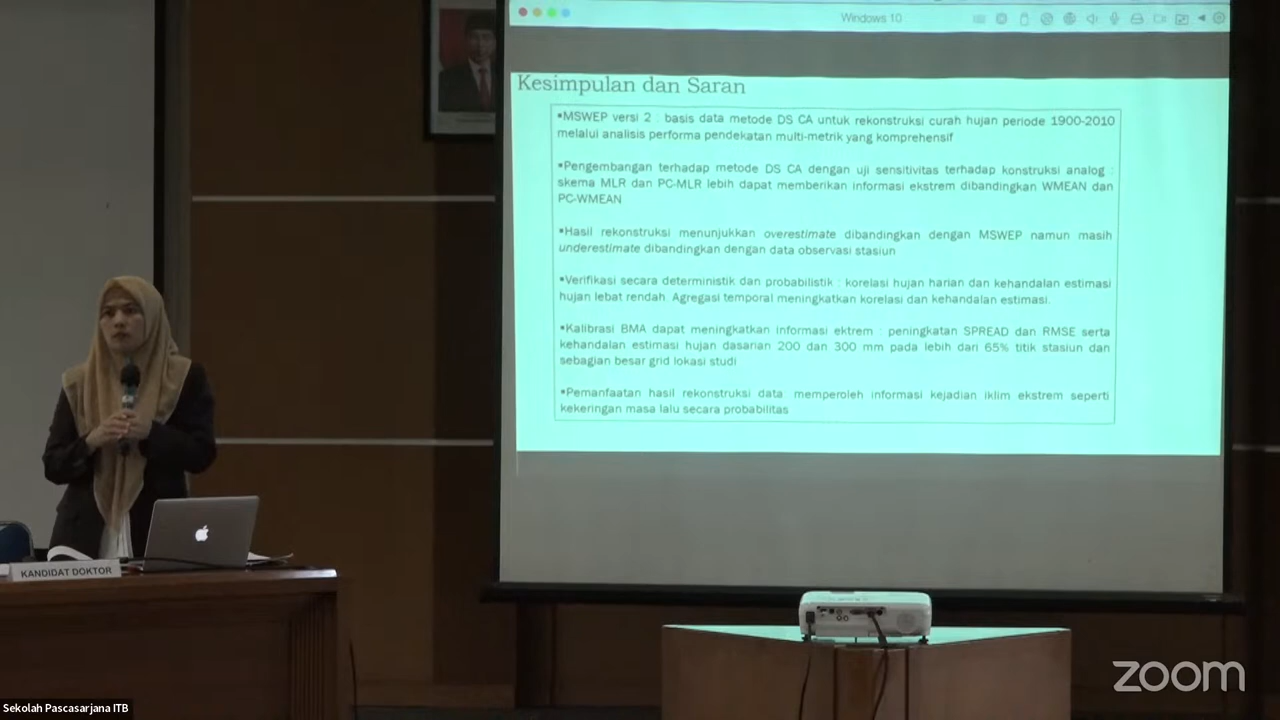 Windows 10
Kesimpulan dan Saran
▪MSWEP versi 2 : basis data metode DS CA untuk rekonstruksi curah hujan periode 1900-2010
melalui analisis performa pendekatan multi-metrik yang komprehensif
▪Pengembangan terhadap metode DS CA dengan uji sensitivitas terhadap konstruksi analog :
skema MLR dan PC-MLR lebih dapat memberikan informasi ekstrem dibandingkan WMEAN dan
PC-WMEAN
▪Hasil rekonstruksi menunjukkan overestimate dibandingkan dengan MSWEP namun masih
underestimate dibandingkan dengan data observasi stasiun
▪Verifikasi secara deterministik dan probabilistik : korelasi hujan harian dan kehandalan estimasi
hujan lebat rendah. Agregasi temporal meningkatkan korelasi dan kehandalan estimasi.
▪Kalibrasi BMA dapat meningkatkan informasi ektrem : peningkatan SPREAD dan RMSE serta
kehandalan estimasi hujan dasarian 200 dan 300 mm pada lebih dari 65% titik stasiun dan
sebagian besar grid lokasi studi
▪Pemanfaatan hasil rekonstruksi data: memperoleh informasi kejadian iklim ekstrem seperti
kekeringan masa lalu secara probabilitas
KANDIDAT DOKTOR
zoom
Sekolah Pascasarjana ITB